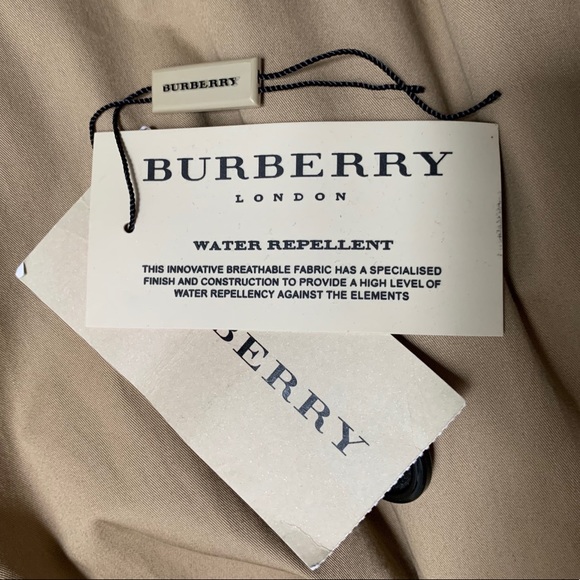 BURBERRY
BURBERRY
LONDON
WATER REPELLENT
THIS INNOVATIVE BREATHABLE FABRIC HAS A SPECIALISED
FINISH AND CONSTRUCTION TO PROVIDE A HIGH LEVEL OF
WATER REPELLENCY AGAINST THE ELEMENTS
BERRY